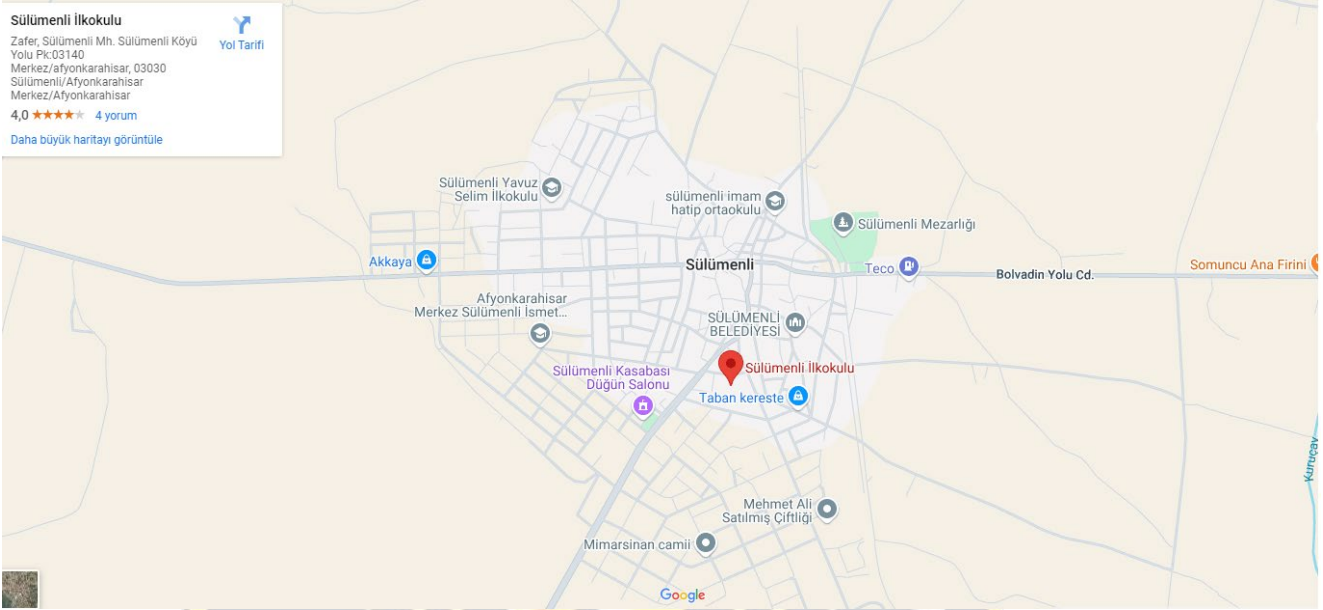 Sülümenli İlkokulu
Zafer, Sülümenli Mh. Sülümenli Köyü
Yolu Pk:03140
Merkez/afyonkarahisar, 03030
Sülümenli/Afyonkarahisar
Merkez/Afyonkarahisar
4,0
4 yorum
Daha büyük haritayı görüntüle
Yol Tarifi
Sülümenli Yavuz
Selim İlkokulu
sülümenli imam
hatip ortaokulu
Sülümenli Mezarlığı
Akkaya
Sülümenli
Teco
Bolvadin Yolu Cd.
Somuncu Ana Firini
Afyonkarahisar
Merkez Sülümenli İsmet...
SÜLÜMENLİ
BELEDİYESİ
Sülümenli Kasabası
Düğün Salonu
Sülümenli İlkokulu
Taban kereste
Kuruçay
Mehmet Ali
Satılmış Çiftliği
Mimarsinan camii
Google